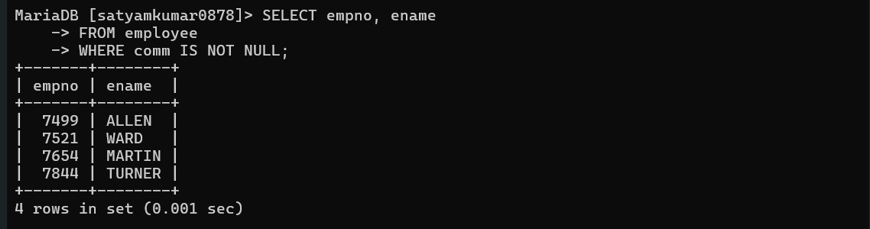 MariaDB [satyamkumar0878]> SELECT empno, ename
    -> FROM employee
    -> WHERE comm IS NOT NULL;
+-------+--------+
| empno | ename  |
+-------+--------+
|  7499 | ALLEN  |
|  7521 | WARD   |
|  7654 | MARTIN |
|  7844 | TURNER |
+-------+--------+
4 rows in set (0.001 sec)